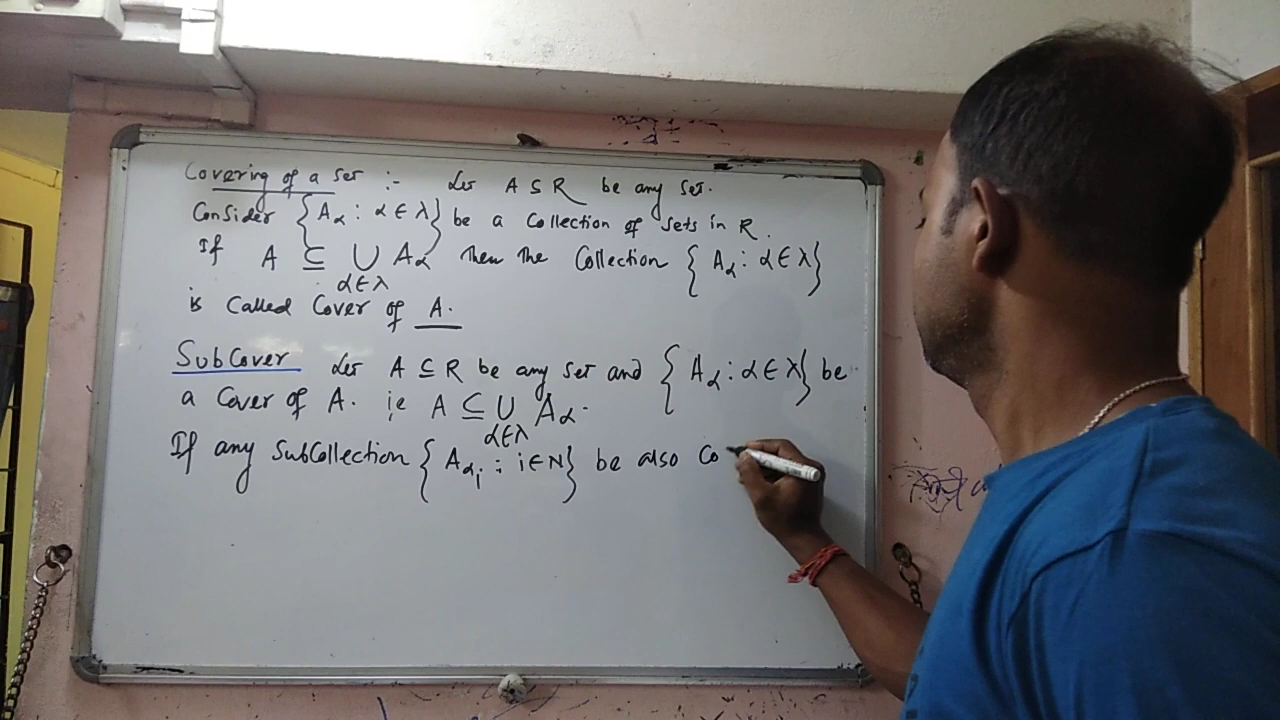 Covering of a set :- Let A ⊆ R be any set.
Consider {Aα : α ∈ λ} be a Collection of sets in R.
If A ⊆ ∪ Aα then the Collection {Aα : α ∈ λ}
α∈λ
is Called Cover of A.
SubCover Let A ⊆ R be any set and {Aα : α ∈ λ} be
a Cover of A. i.e A ⊆ ∪ Aα.
α∈λ
If any SubCollection {Aαi : i ∈ N} be also Co